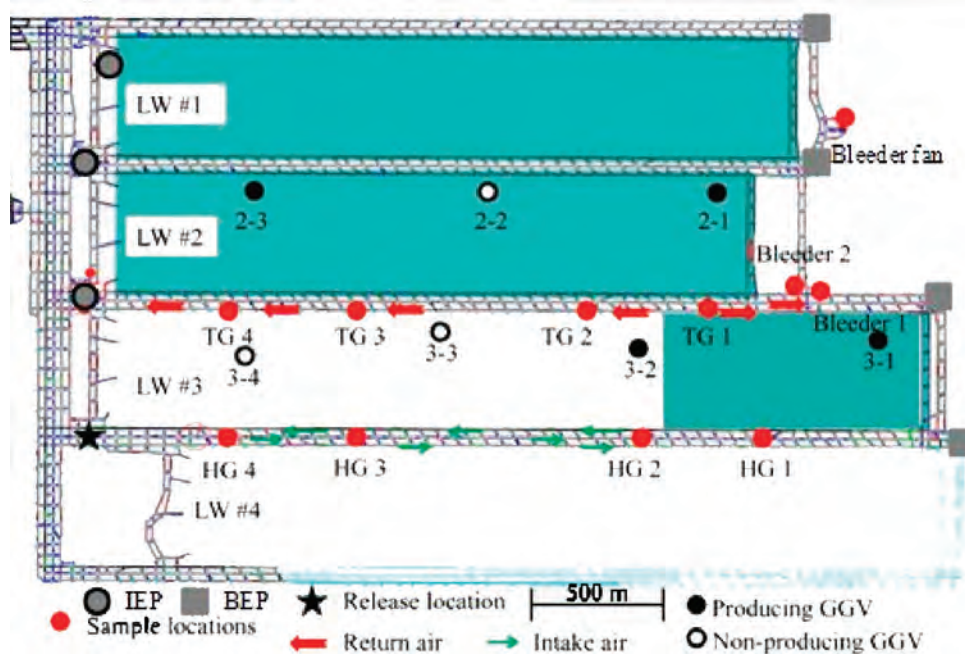 LW #1
Bleeder fan
2-3
2-2
2-1
LW #2
Bleeder 2
TG 4
TG 3
TG 2
TG 1
Bleeder 1
3-4
3-3
3-2
3-1
LW #3
HG 4
HG 3
HG 2
HG 1
LW #4
IEP
BEP
Release location
500 m
Producing GGV
Sample locations
Return air
Intake air
Non-producing GGV